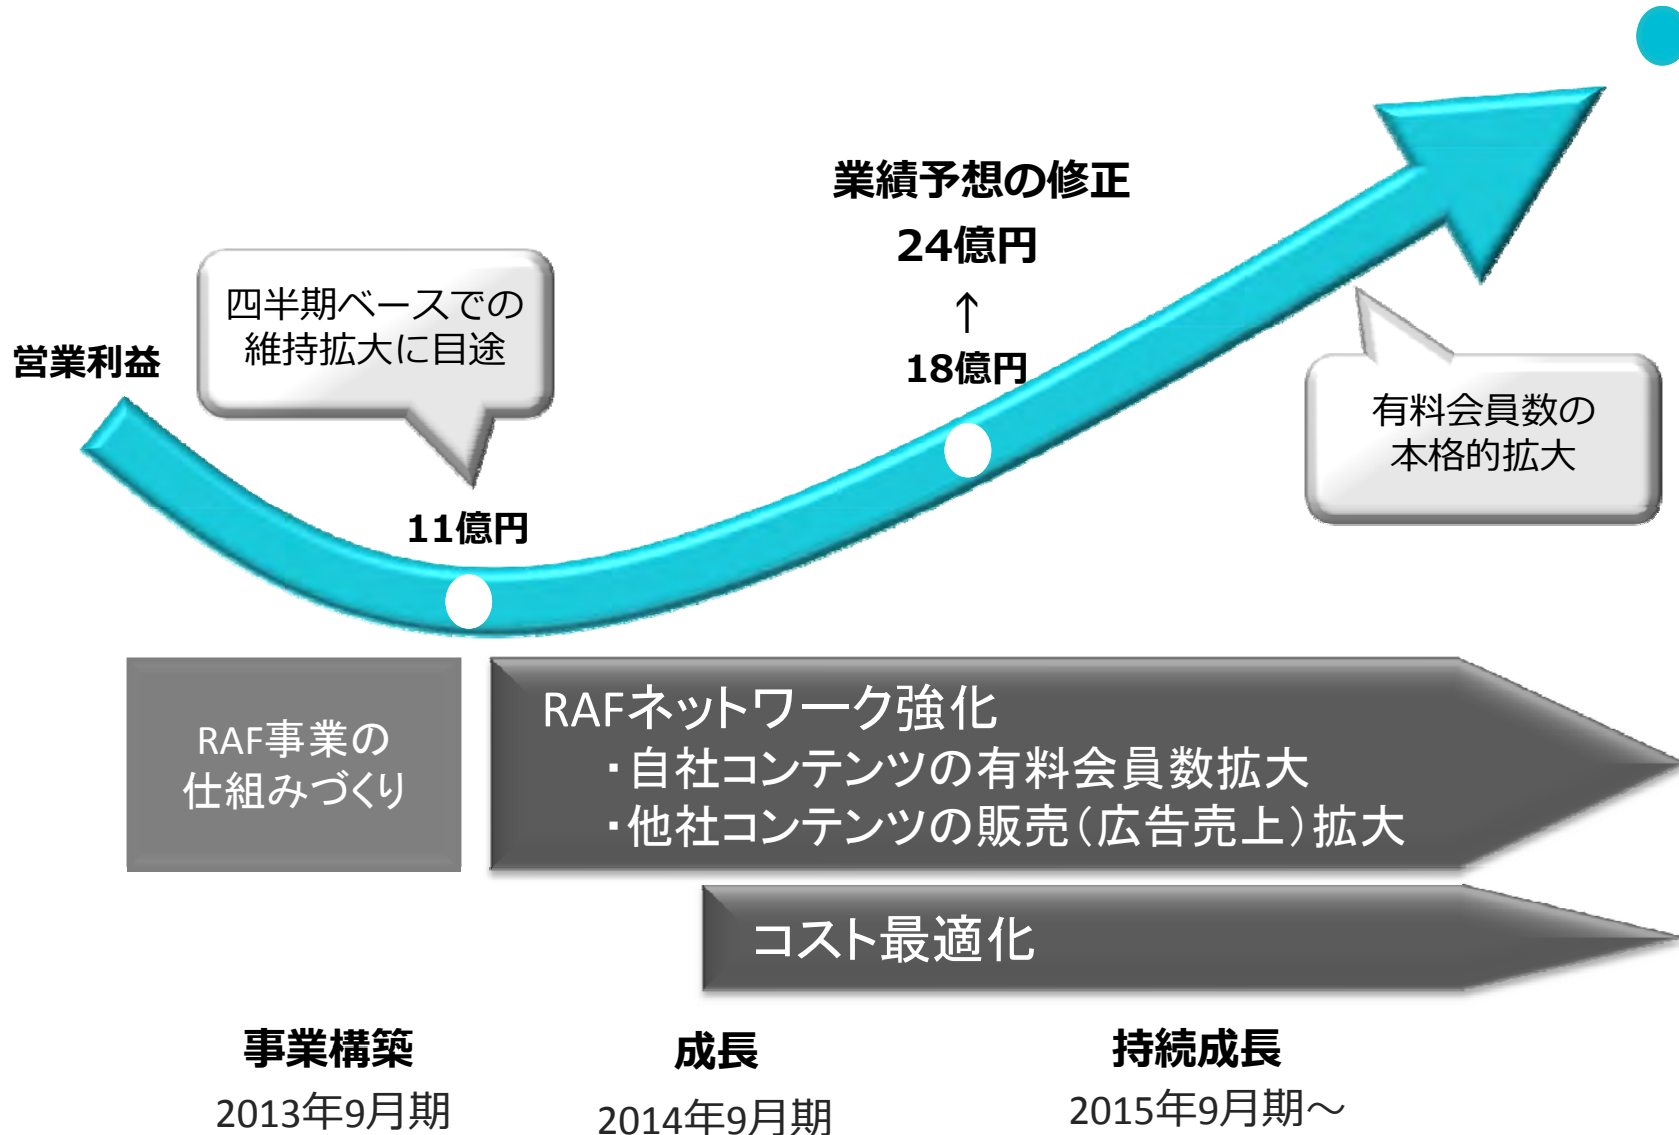 業績予想の修正
24億円
↑
18億円
四半期ベースでの
維持拡大に目途
営業利益
有料会員数の
本格的拡大
11億円
RAF事業の
仕組みづくり
RAFネットワーク強化
・自社コンテンツの有料会員数拡大
・他社コンテンツの販売（広告売上）拡大
コスト最適化
事業構築
2013年9月期
成長
2014年9月期
持続成長
2015年9月期～